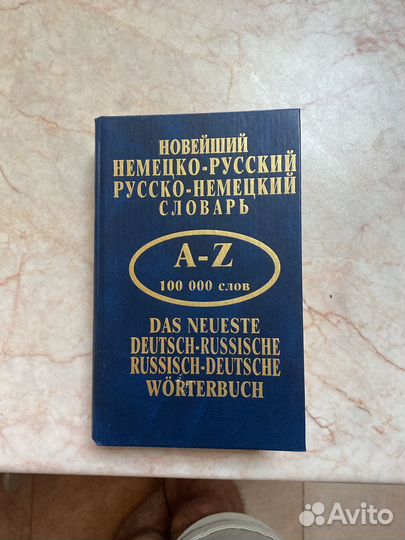 НОВЕЙШИЙ
НЕМЕЦКО-РУССКИЙ
РУССКО-НЕМЕЦКИЙ
СЛОВАРЬ
A-Z
100 000 слов
DAS NEUESTE
DEUTSCH-RUSSISCHE
RUSSISCH-DEUTSCHE
WÖRTERBUCH
Avito